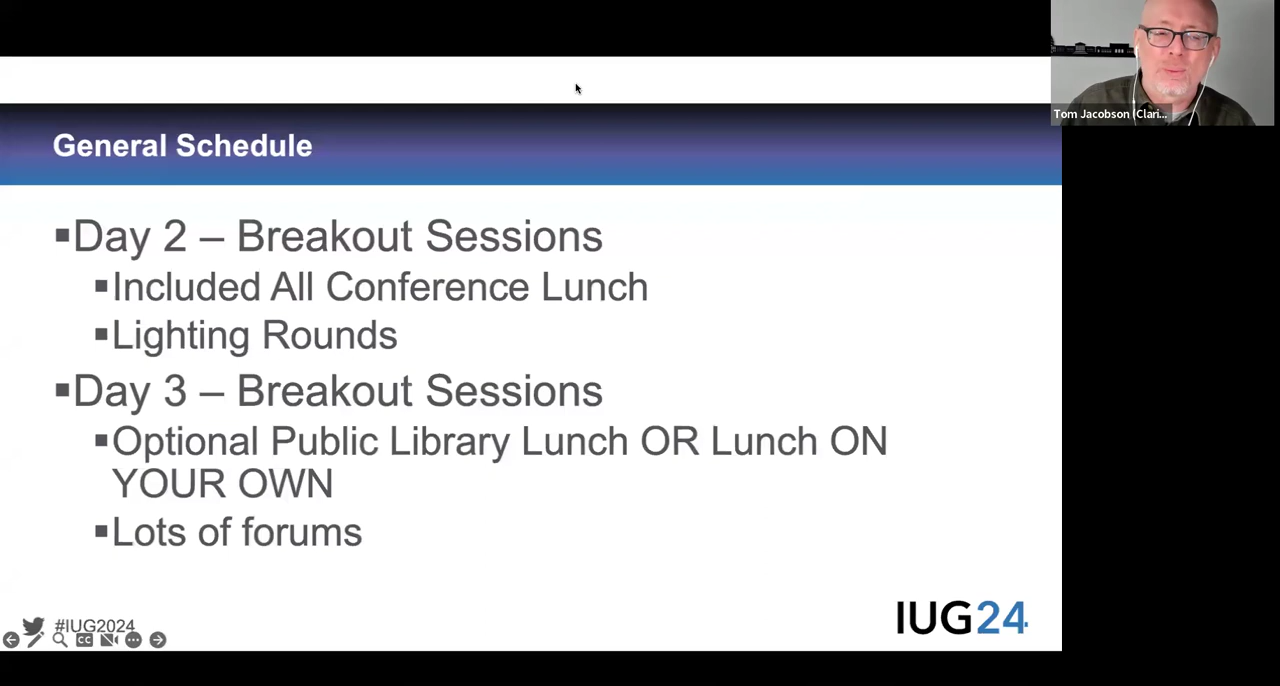 Tom Jacobson (Clari...
General Schedule
▪Day 2 – Breakout Sessions
▪Included All Conference Lunch
▪Lighting Rounds
▪Day 3 – Breakout Sessions
▪Optional Public Library Lunch OR Lunch ON
YOUR OWN
▪Lots of forums
#IUG2024
CC
IUG24